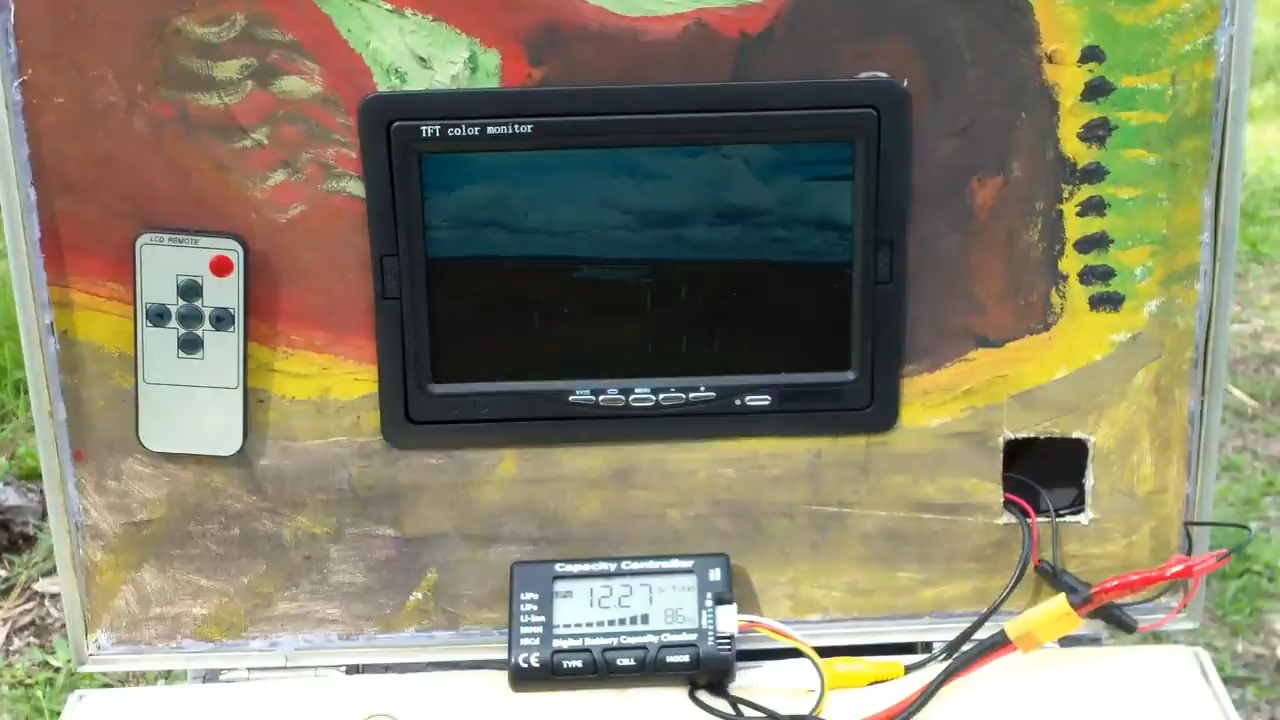 TFT color monitor
LCD REMOTE
Capacity Controller
LiPo
LiFe
Li-ion
NiMH
NiCd
12.27
86
Digital Battery Capacity Checker
CE
TYPE
CELL
MODE